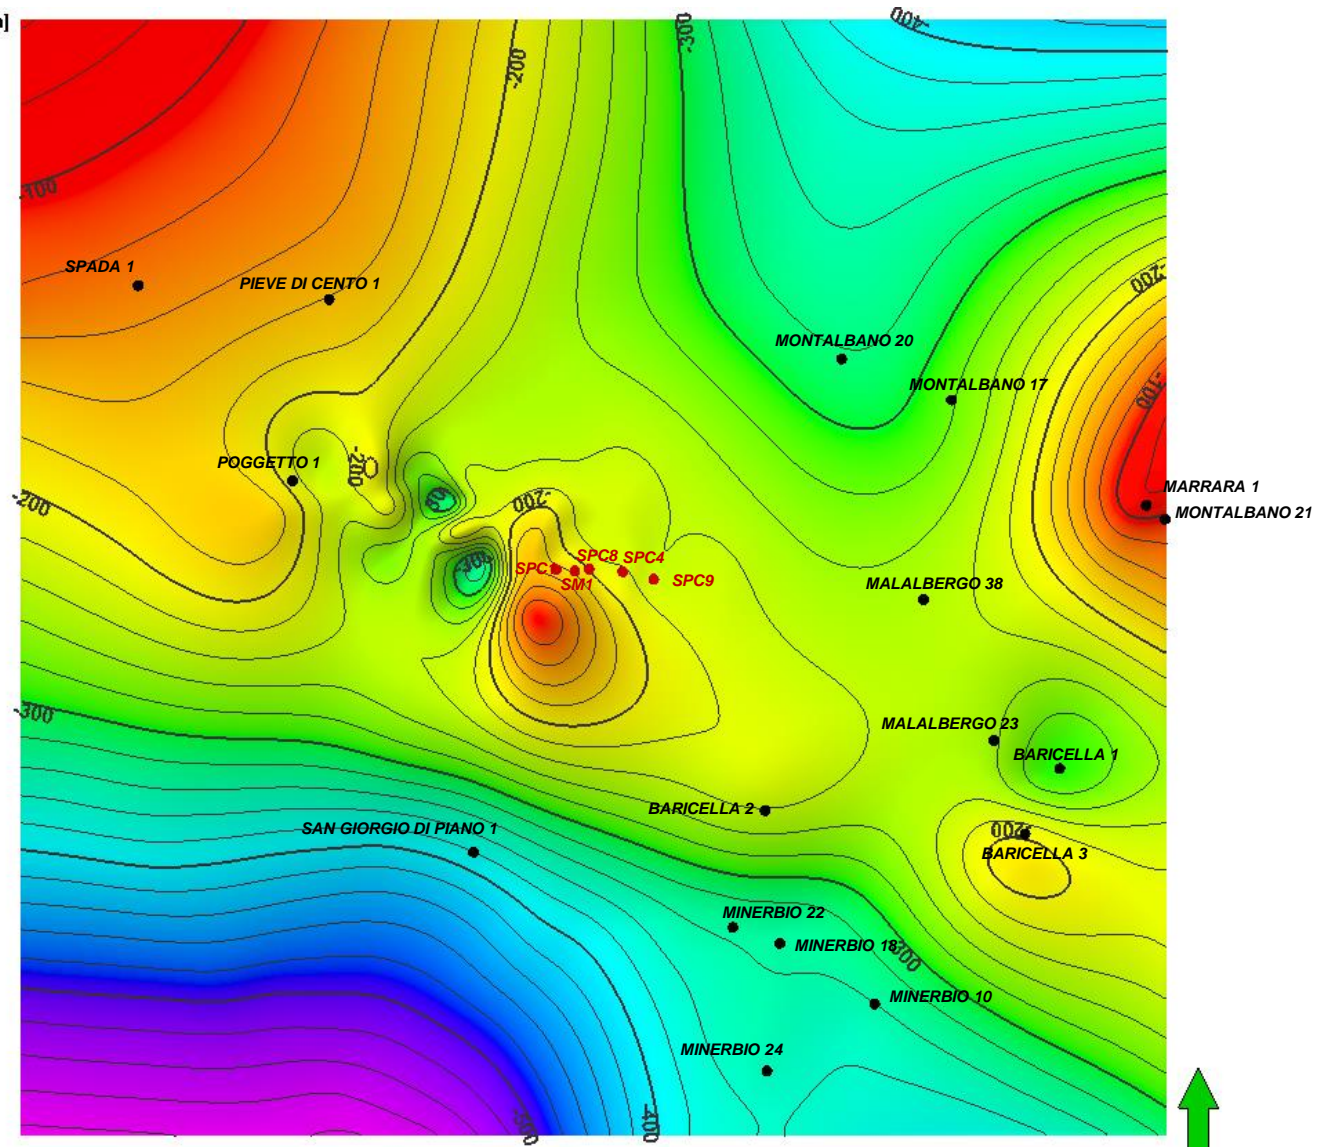 -400
-300
-200
-100
SPADA 1
PIEVE DI CENTO 1
-200
MONTALBANO 20
MONTALBANO 17
-100
POGGETTO 1
-200
-200
MARRARA 1
-200
MONTALBANO 21
SPC8
SPC4
SPC1
SM1
SPC9
-300
MALALBERGO 38
-300
MALALBERGO 23
BARICELLA 1
BARICELLA 2
SAN GIORGIO DI PIANO 1
-200
BARICELLA 3
MINERBIO 22
MINERBIO 18
-300
MINERBIO 10
MINERBIO 24
-500
-400